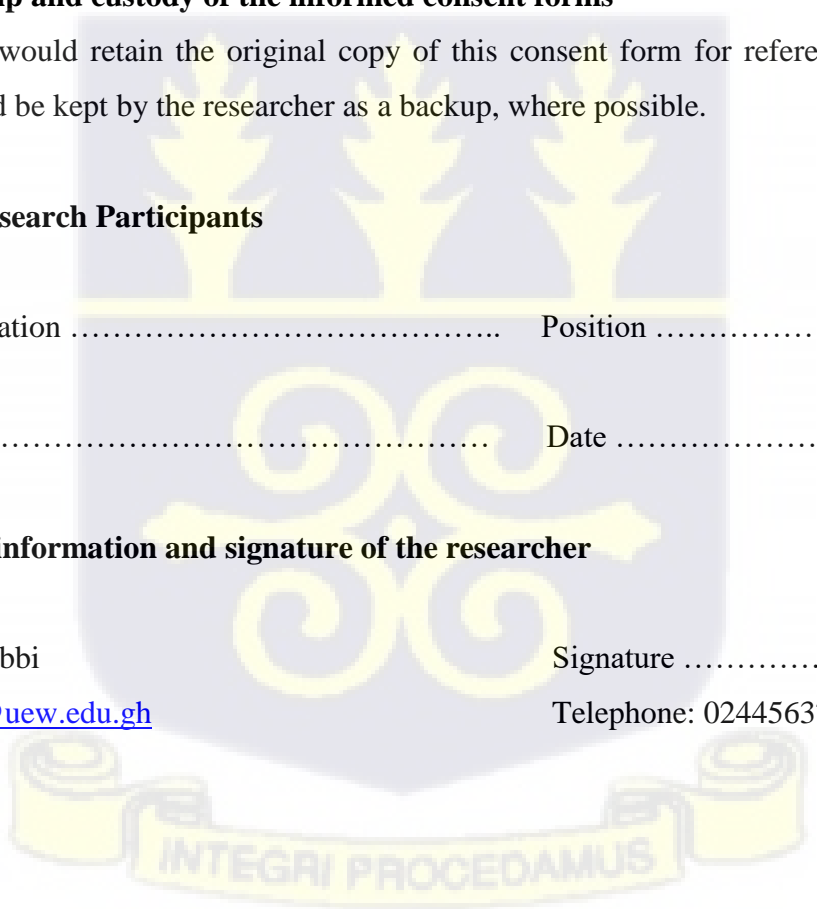 p and custody of the informed consent forms
would retain the original copy of this consent form for refere
d be kept by the researcher as a backup, where possible.
search Participants
ation ………………………………….. Position ……………
………………………………………… Date …………………
information and signature of the researcher
bbi Signature …………
@uew.edu.gh Telephone: 0244563
INTEGRI PROCEDAMUS